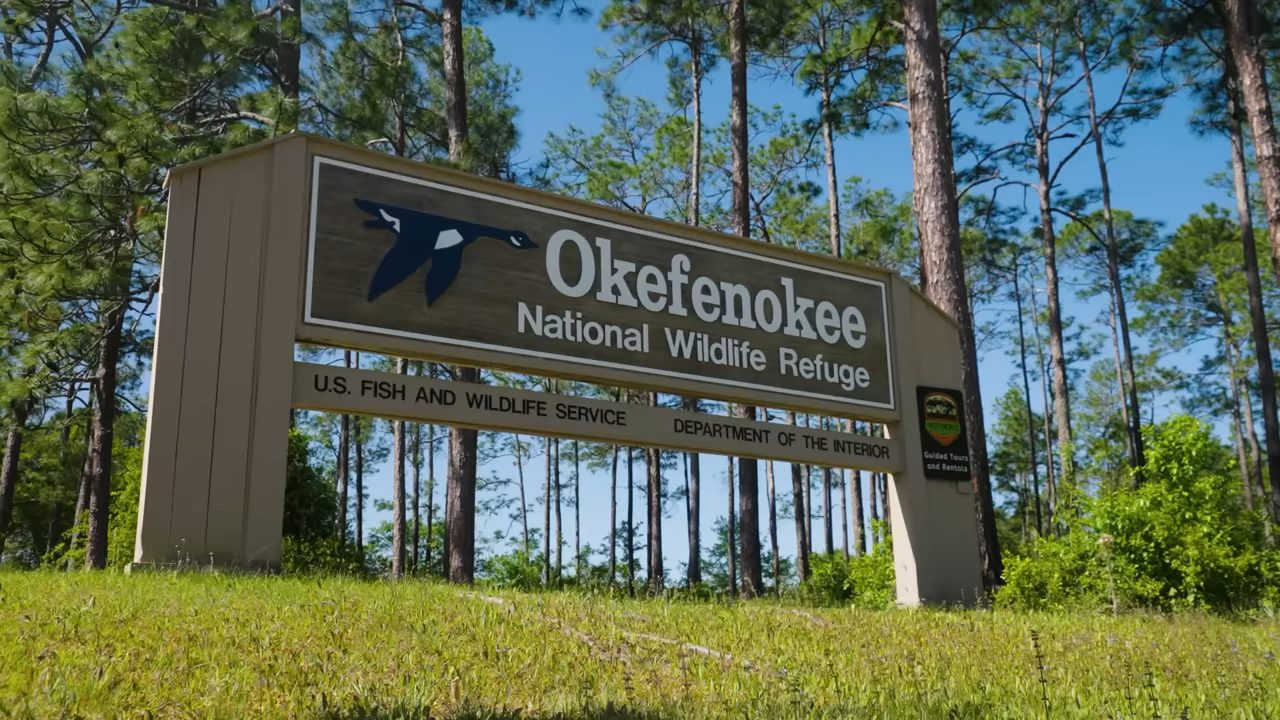 Okefenokee
National Wildlife Refuge
U.S. FISH AND WILDLIFE SERVICE DEPARTMENT OF THE INTERIOR
Guided Tours
and Rentals